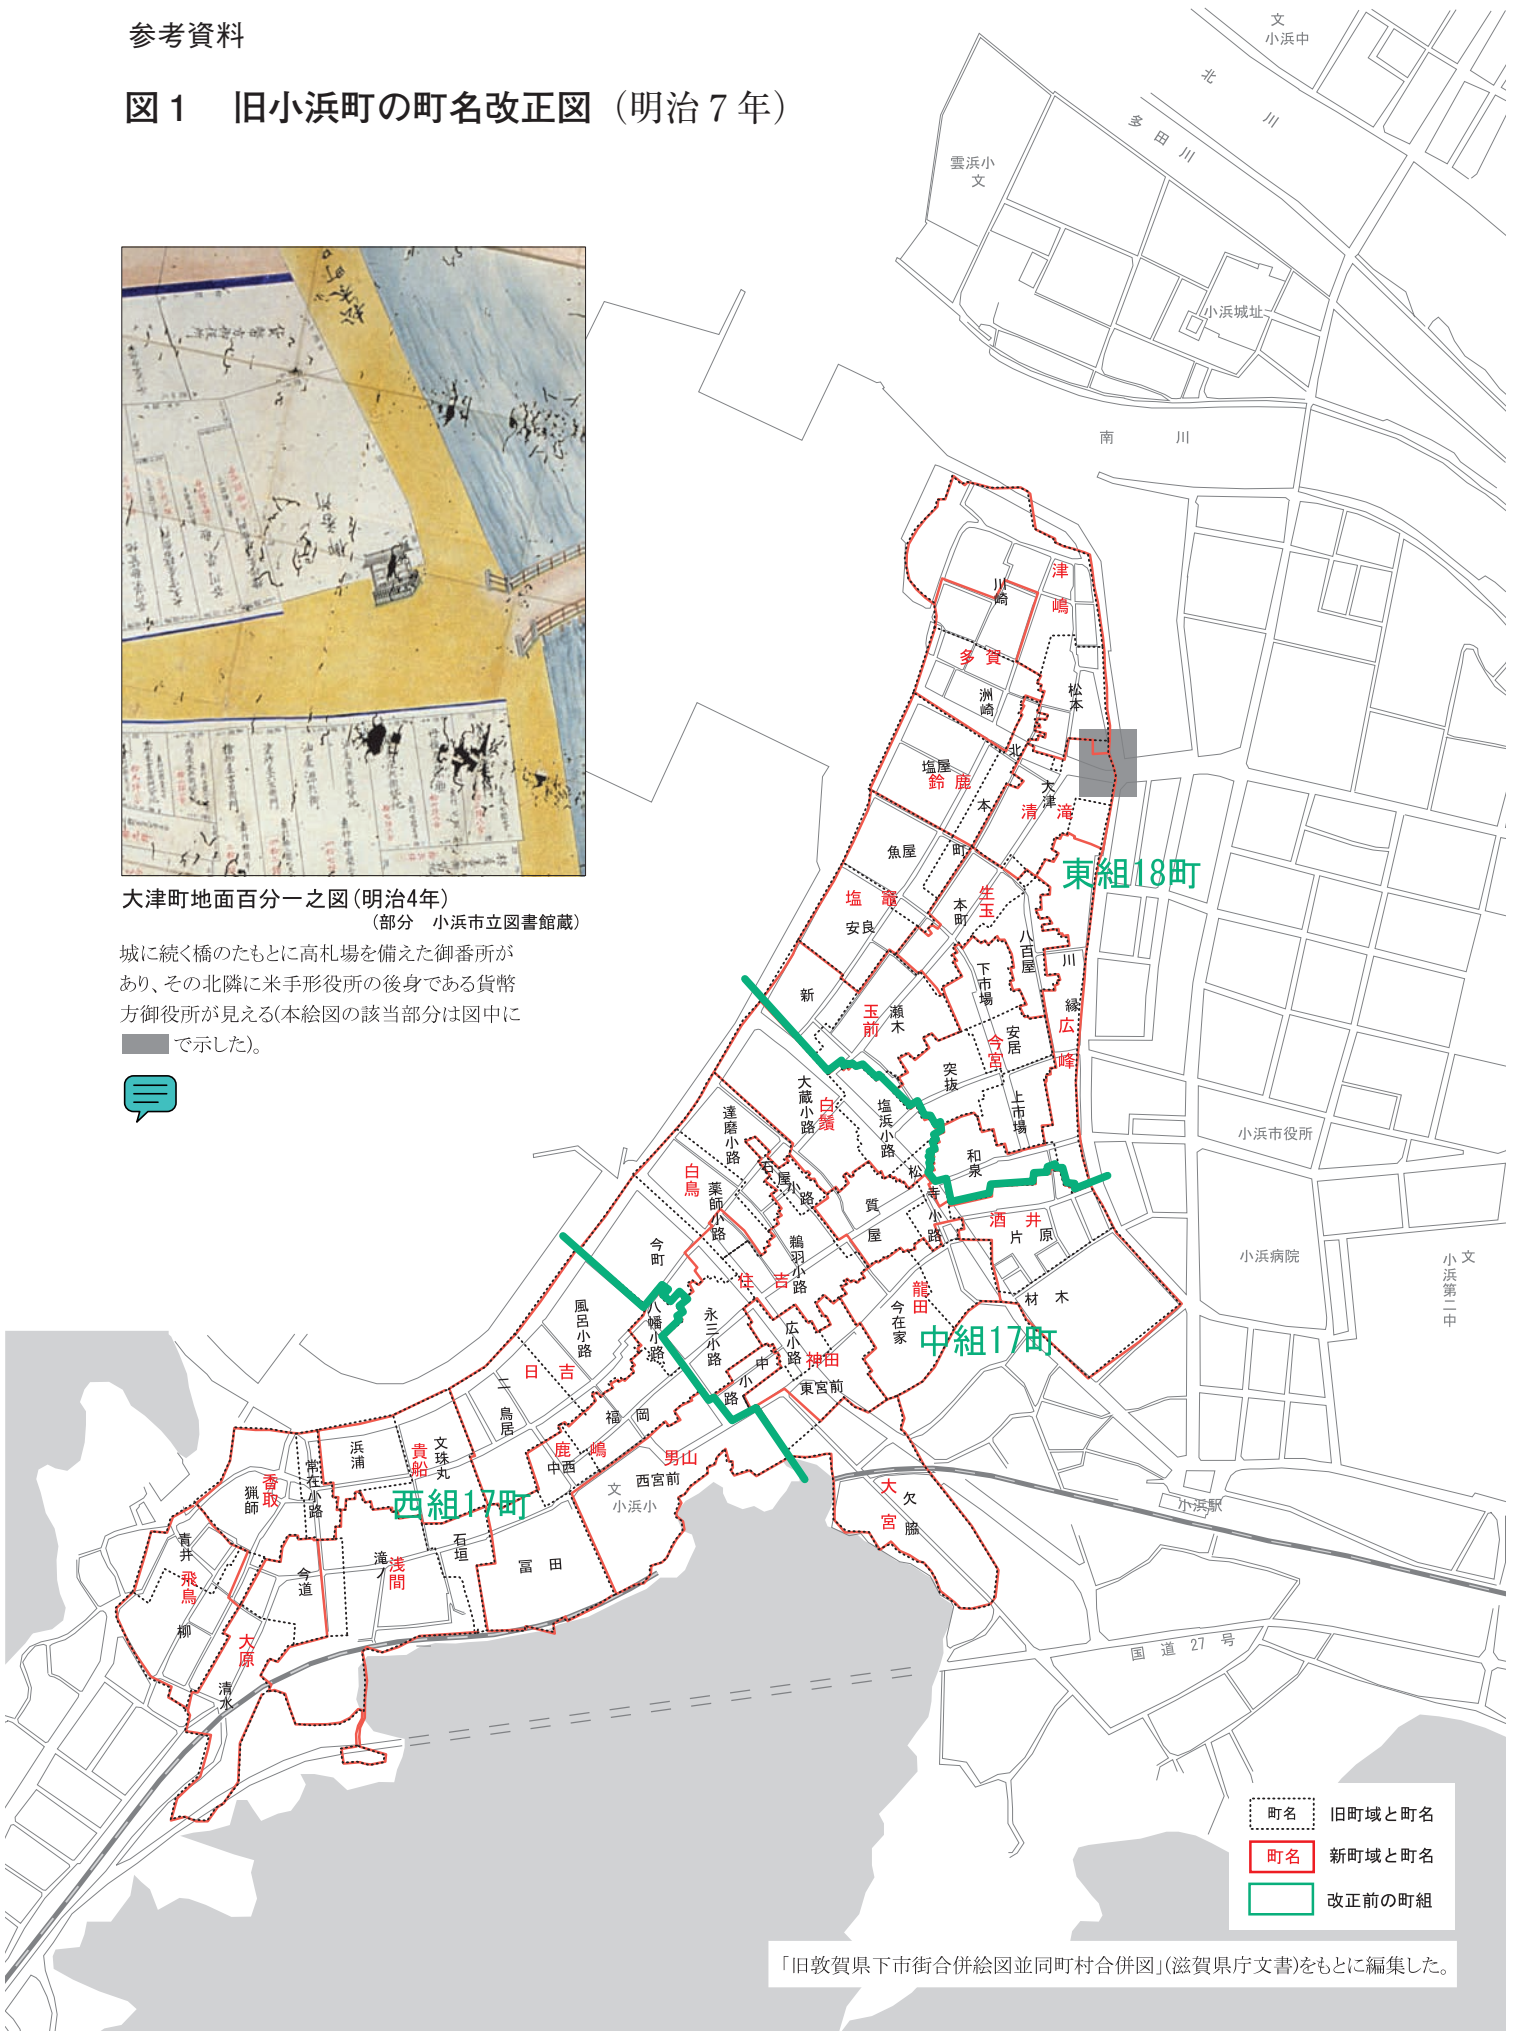 参考資料
図1 旧小浜町の町名改正図（明治7年）
大津町地面百分一之図(明治4年)
（部分 小浜市立図書館蔵）
城に続く橋のたもとに高札場を備えた御番所が
あり、その北隣に米手形役所の後身である貨幣
方御役所が見える(本絵図の該当部分は図中に
で示した)。
文
小浜中
北川
多田川
雲浜小
文
小浜城址
南川
津嶋
川崎
多賀
洲崎
松本
北本町
塩屋
鈴鹿
大津
清滝
魚屋
東組18町
塩竈
生玉
本町
安良
八百屋
川縁
下市場
新
玉前
瀬木
広峰
今宮
安居
突抜
上市場
大蔵小路
白鬚
塩浜小路
達磨小路
小浜市役所
和泉
石屋小路
松寺小路
白鳥
薬師小路
質屋
酒井
片原
鵜羽小路
今町
小浜病院
文
小浜第二中
住吉
龍田
材木
今在家
風呂小路
八幡小路
永三小路
広小路
中組17町
神田
中小路
東宮前
日吉
二鳥居
福岡
鹿嶋
中西
男山
西宮前
文
小浜小
浜浦
貴船
文珠丸
常在小路
香取
猟師
西組17町
大宮
欠脇
小浜駅
青井
飛鳥
今道
滝ノ
浅間
石垣
冨田
柳
大原
清水
国道27号
町名 旧町域と町名
町名 新町域と町名
改正前の町組
「旧敦賀県下市街合併絵図並同町村合併図」(滋賀県庁文書)をもとに編集した。